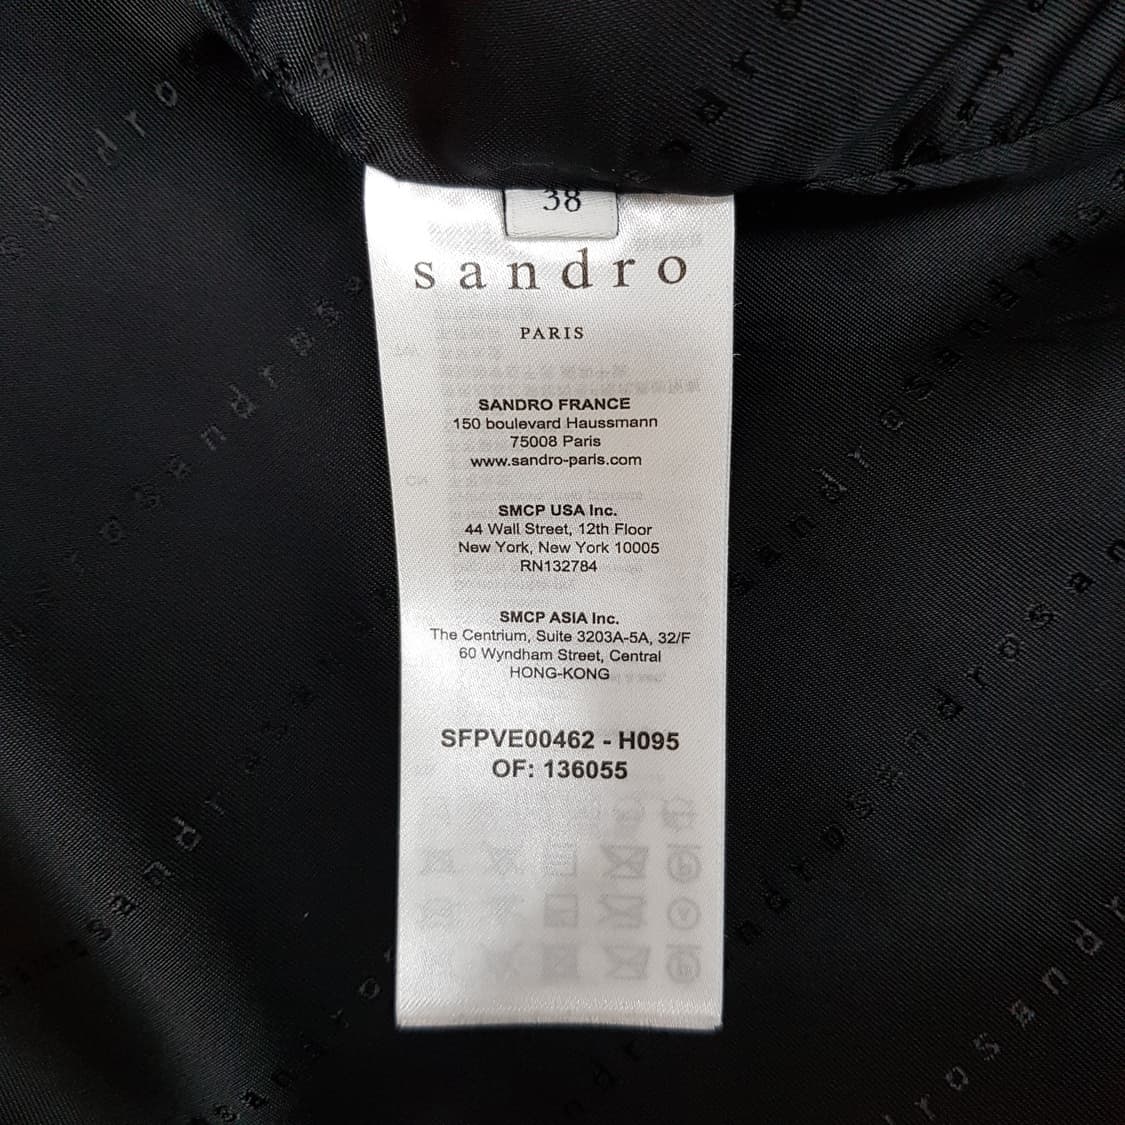 38
sandro
PARIS
SANDRO FRANCE
150 boulevard Haussmann
75008 Paris
www.sandro-paris.com
SMCP USA Inc.
44 Wall Street, 12th Floor
New York, New York 10005
RN132784
SMCP ASIA Inc.
The Centrium, Suite 3203A-5A, 32/F
60 Wyndham Street, Central
HONG-KONG
SFPVE00462 - H095
OF: 136055